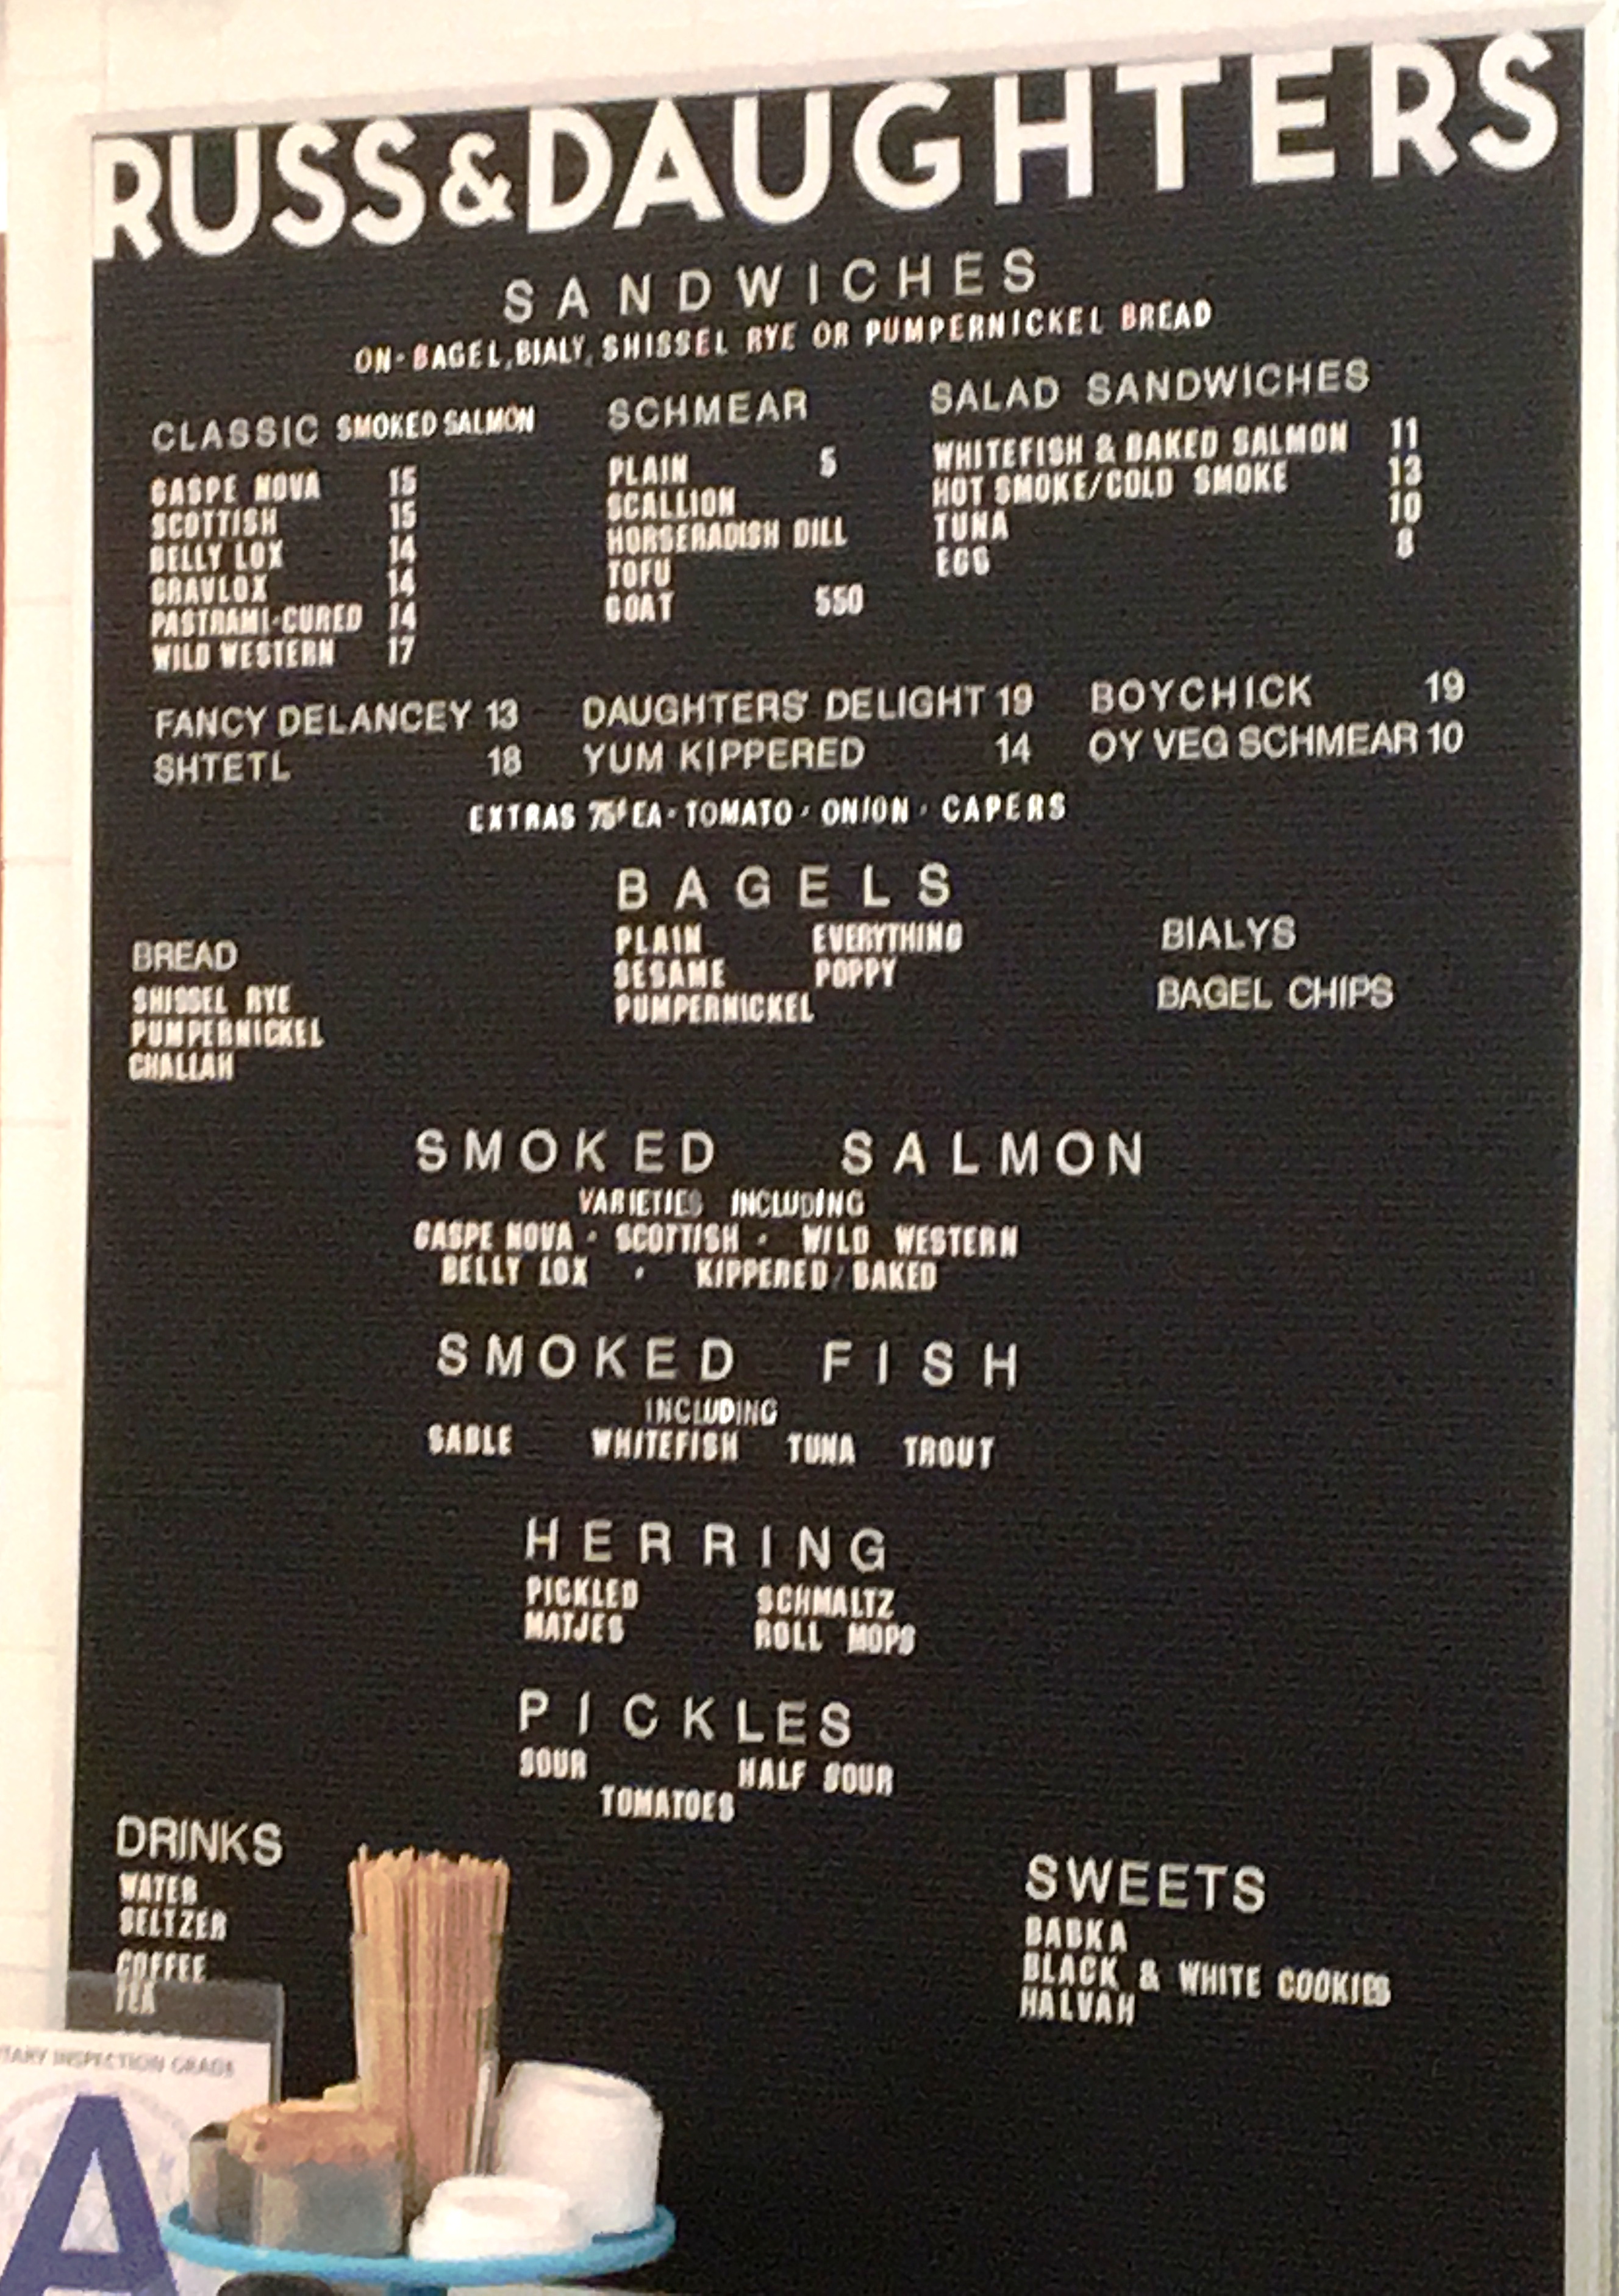 RUSS&DAUGHTERS
SANDWICHES
ON·BAGEL,BIALY, SHISSEL RYE OR PUMPERNICKEL BREAD
CLASSIC SMOKED SALMON
GASPE NOVA 15
SCOTTISH 15
BELLY LOX 14
GRAVLOX 14
PASTRAMI·CURED 14
WILD WESTERN 17
SCHMEAR
PLAIN 5
SCALLION
HORSERADISH DILL
TOFU
GOAT 550
SALAD SANDWICHES
WHITEFISH & BAKED SALMON 11
HOT SMOKE/COLD SMOKE 13
TUNA 10
EGG 8
FANCY DELANCEY 13 DAUGHTERS' DELIGHT 19 BOYCHICK 19
SHTETL 18 YUM KIPPERED 14 OY VEG SCHMEAR 10
EXTRAS 75¢ EA· TOMATO · ONION · CAPERS
BREAD
SHISSEL RYE
PUMPERNICKEL
CHALLAH
BAGELS
PLAIN EVERYTHING
SESAME POPPY
PUMPERNICKEL
BIALYS
BAGEL CHIPS
SMOKED SALMON
VARIETIES INCLUDING
GASPE NOVA · SCOTTISH · WILD WESTERN
BELLY LOX · KIPPERED/BAKED
SMOKED FISH
INCLUDING
SABLE WHITEFISH TUNA TROUT
HERRING
PICKLED SCHMALTZ
MATJES ROLL MOPS
PICKLES
SOUR HALF SOUR
TOMATOES
DRINKS
WATER
SELTZER
COFFEE
TEA
SWEETS
BABKA
BLACK & WHITE COOKIES
HALVAH
INSPECTION GRADE
A